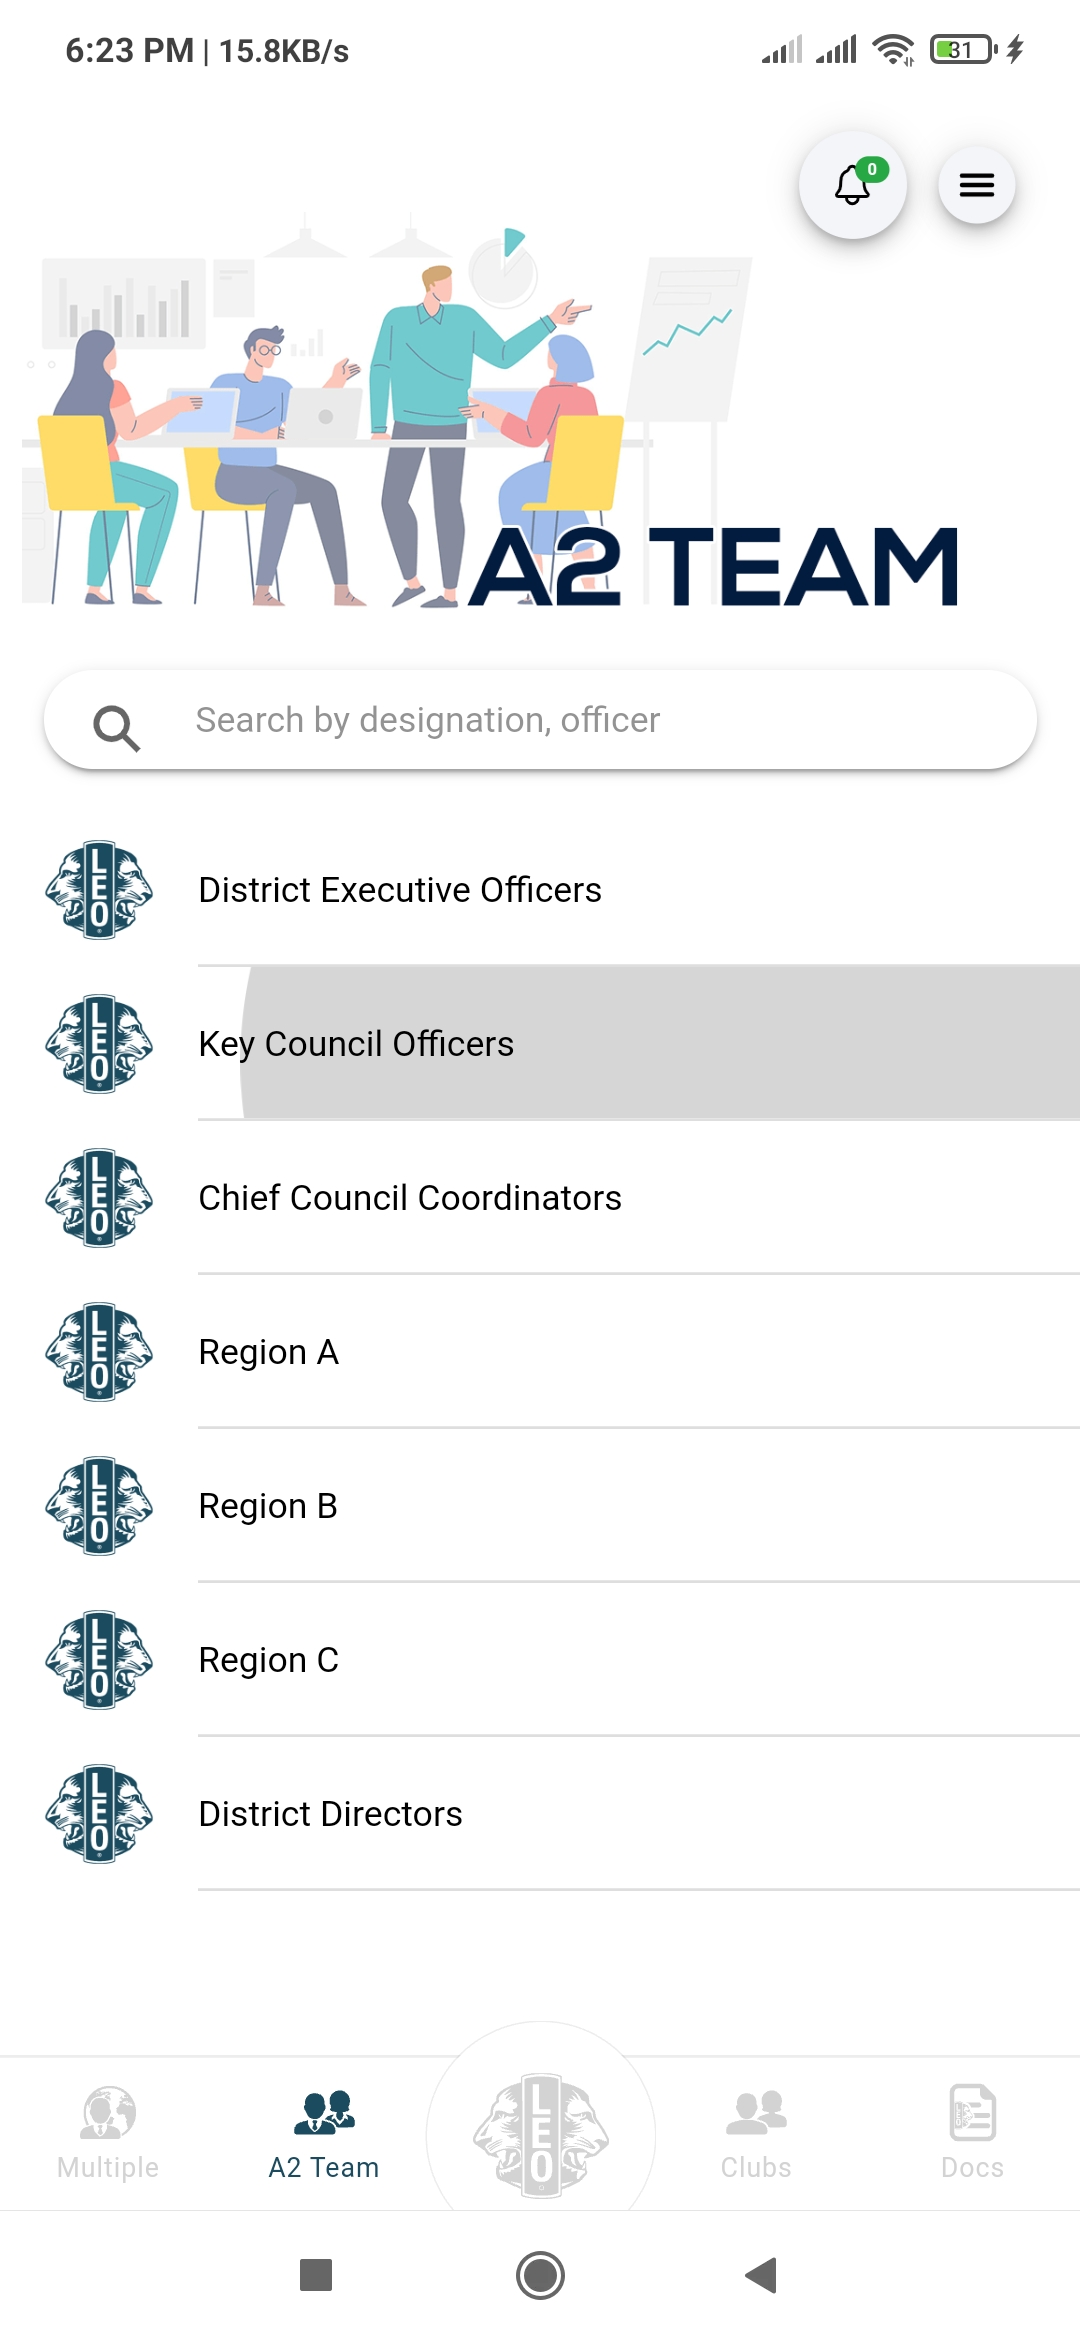 6:23 PM | 15.8KB/s
31
0
A2 TEAM
Search by designation, officer
LEO
District Executive Officers
LEO
Key Council Officers
LEO
Chief Council Coordinators
LEO
Region A
LEO
Region B
LEO
Region C
LEO
District Directors
LEO
Multiple
A2 Team
Clubs
Docs